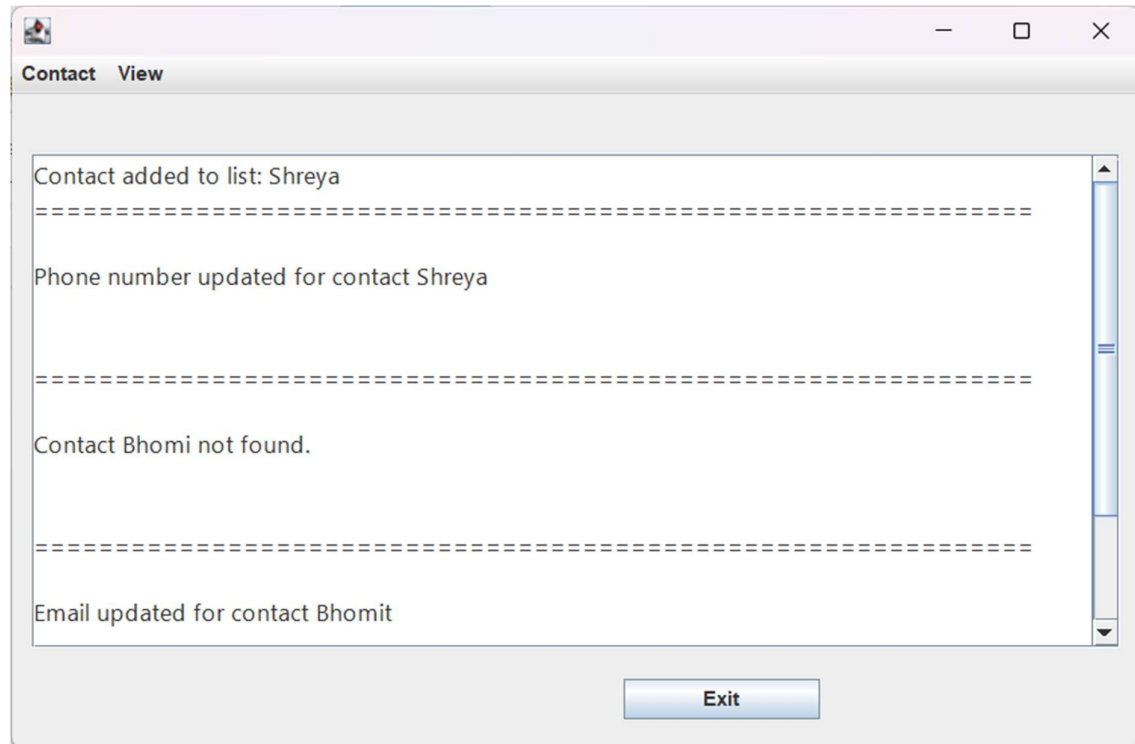 Contact View
Contact added to list: Shreya
==============================================================
Phone number updated for contact Shreya
==============================================================
Contact Bhomi not found.
==============================================================
Email updated for contact Bhomit
Exit